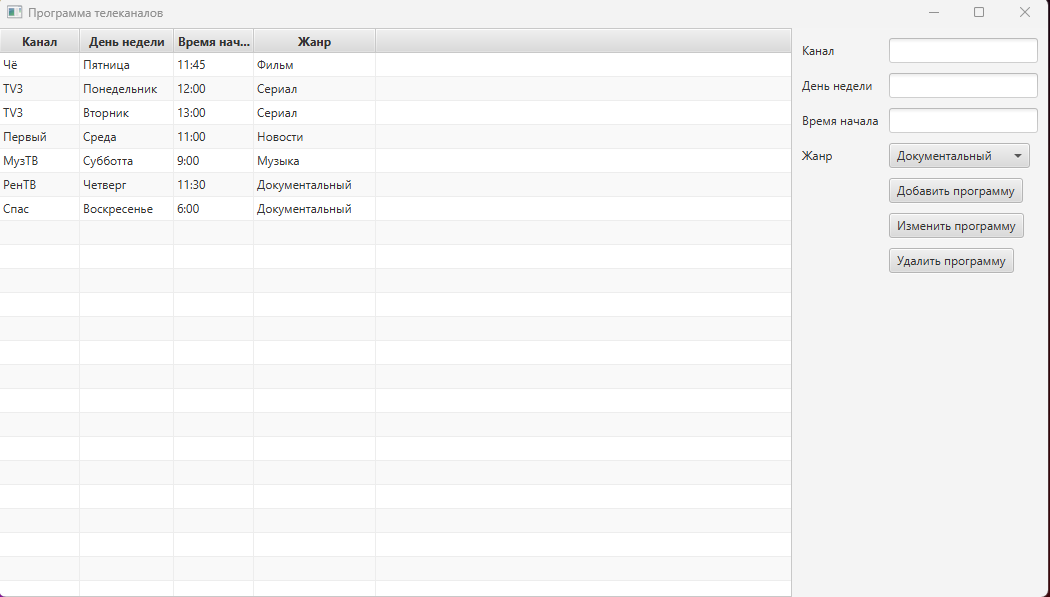 Программа телеканалов
Канал День недели Время нач... Жанр
Чё Пятница 11:45 Фильм
TV3 Понедельник 12:00 Сериал
TV3 Вторник 13:00 Сериал
Первый Среда 11:00 Новости
МузТВ Субботта 9:00 Музыка
РенТВ Четверг 11:30 Документальный
Спас Воскресенье 6:00 Документальный
Канал
День недели
Время начала
Жанр Документальный
Добавить программу
Изменить программу
Удалить программу